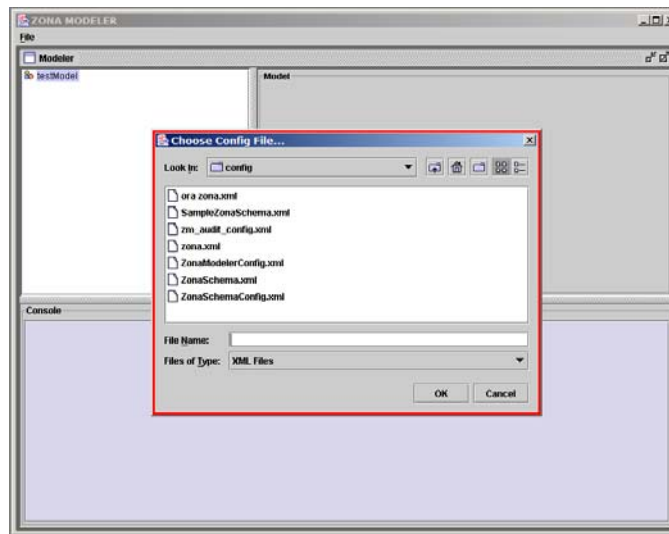 ZONA MODELER
File
Modeler
testModel
Model
Choose Config File...
Look In: config
ora zona.xml
SampleZonaSchema.xml
zm_audit_config.xml
zona.xml
ZonaModelerConfig.xml
ZonaSchema.xml
ZonaSchemaConfig.xml
File Name:
Files of Type: XML Files
OK Cancel
Console